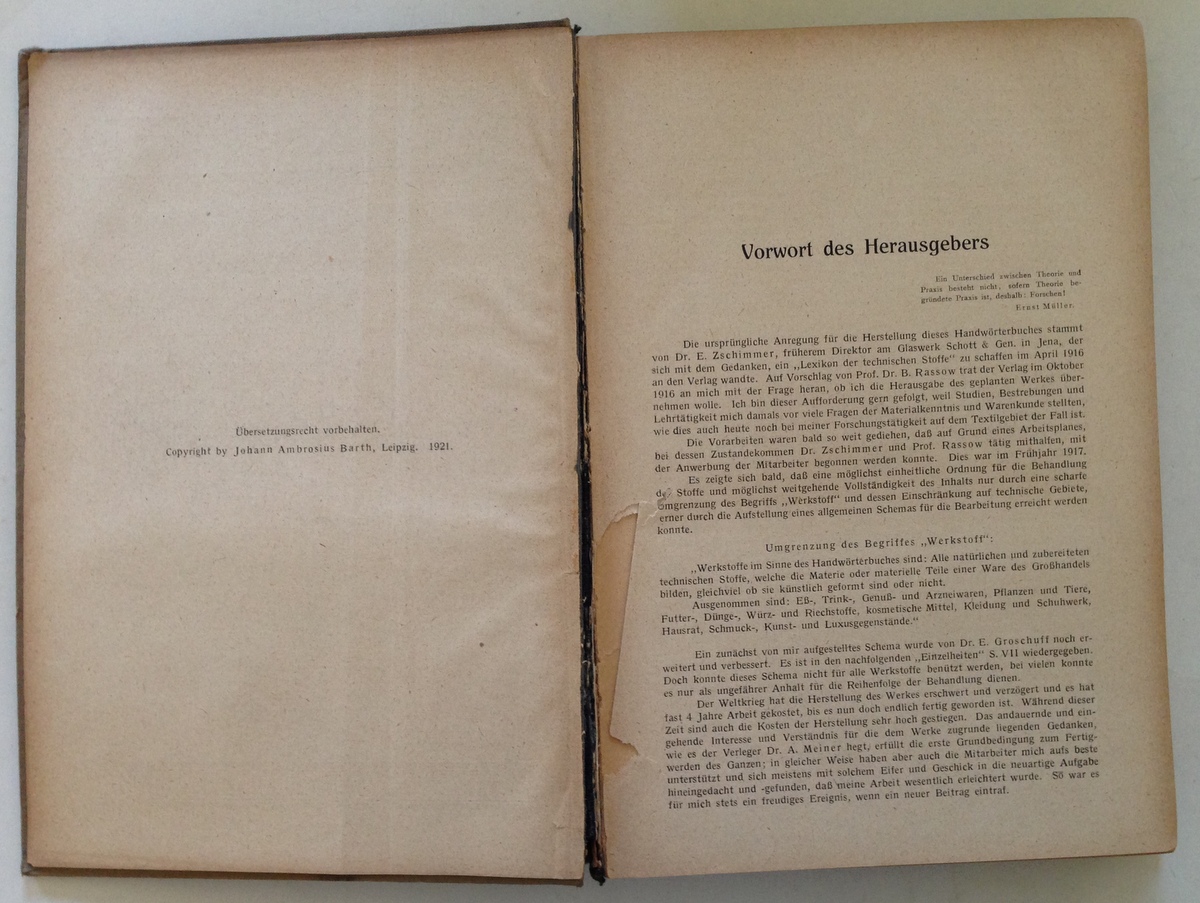 Übersetzungsrecht vorbehalten.
Copyright by Johann Ambrosius Barth, Leipzig. 1921.
Vorwort des Herausgebers
Ein Unterschied zwischen Theorie und
Praxis besteht nicht, sofern Theorie be-
gründete Praxis ist, deshalb: Forschen!
Ernst Müller.
Die ursprüngliche Anregung für die Herstellung dieses Handwörterbuches stammt
von Dr. E. Zschimmer, früherem Direktor am Glaswerk Schott & Gen. in Jena, der
sich mit dem Gedanken, ein „Lexikon der technischen Stoffe" zu schaffen im April 1916
an den Verlag wandte. Auf Vorschlag von Prof. Dr. B. Rassow trat der Verlag im Oktober
1916 an mich mit der Frage heran, ob ich die Herausgabe des geplanten Werkes über-
nehmen wolle. Ich bin dieser Aufforderung gern gefolgt, weil Studien, Bestrebungen und
Lehrtätigkeit mich damals vor viele Fragen der Materialkenntnis und Warenkunde stellten,
wie dies auch heute noch bei meiner Forschungstätigkeit auf dem Textilgebiet der Fall ist.
Die Vorarbeiten waren bald so weit gediehen, daß auf Grund eines Arbeitsplanes,
bei dessen Zustandekommen Dr. Zschimmer und Prof. Rassow tätig mithalfen, mit
der Anwerbung der Mitarbeiter begonnen werden konnte. Dies war im Frühjahr 1917.
Es zeigte sich bald, daß eine möglichst einheitliche Ordnung für die Behandlung
der Stoffe und möglichst weitgehende Vollständigkeit des Inhalts nur durch eine scharfe
Umgrenzung des Begriffs „Werkstoff" und dessen Einschränkung auf technische Gebiete,
erner durch die Aufstellung eines allgemeinen Schemas für die Bearbeitung erreicht werden
konnte.
Umgrenzung des Begriffes „Werkstoff":
„Werkstoffe im Sinne des Handwörterbuches sind: Alle natürlichen und zubereiteten
technischen Stoffe, welche die Materie oder materielle Teile einer Ware des Großhandels
bilden, gleichviel ob sie künstlich geformt sind oder nicht.
Ausgenommen sind: Eß-, Trink-, Genuß- und Arzneiwaren, Pflanzen und Tiere,
Futter-, Dünge-, Würz- und Riechstoffe, kosmetische Mittel, Kleidung und Schuhwerk,
Hausrat, Schmuck-, Kunst- und Luxusgegenstände."
Ein zunächst von mir aufgestelltes Schema wurde von Dr. E. Groschuff noch er-
weitert und verbessert. Es ist in den nachfolgenden „Einzelheiten" S. VII wiedergegeben.
Doch konnte dieses Schema nicht für alle Werkstoffe benützt werden, bei vielen konnte
es nur als ungefährer Anhalt für die Reihenfolge der Behandlung dienen.
Der Weltkrieg hat die Herstellung des Werkes erschwert und verzögert und es hat
fast 4 Jahre Arbeit gekostet, bis es nun doch endlich fertig geworden ist. Während dieser
Zeit sind auch die Kosten der Herstellung sehr hoch gestiegen. Das andauernde und ein-
gehende Interesse und Verständnis für die dem Werke zugrunde liegenden Gedanken,
wie es der Verleger Dr. A. Meiner hegt, erfüllt die erste Grundbedingung zum Fertig-
werden des Ganzen; in gleicher Weise haben aber auch die Mitarbeiter mich aufs beste
unterstützt und sich meistens mit solchem Eifer und Geschick in die neuartige Aufgabe
hineingedacht und -gefunden, daß meine Arbeit wesentlich erleichtert wurde. So war es
für mich stets ein freudiges Ereignis, wenn ein neuer Beitrag eintraf.